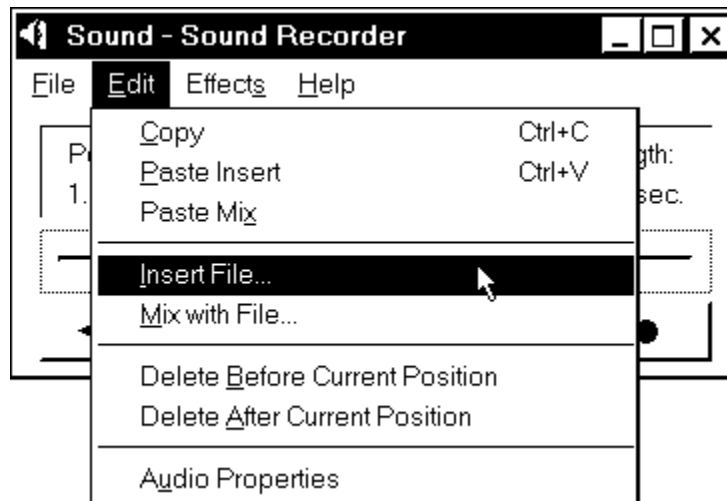 Sound - Sound Recorder
File Edit Effects Help
Copy Ctrl+C
Paste Insert Ctrl+V
Paste Mix
Insert File...
Mix with File...
Delete Before Current Position
Delete After Current Position
Audio Properties
sec.